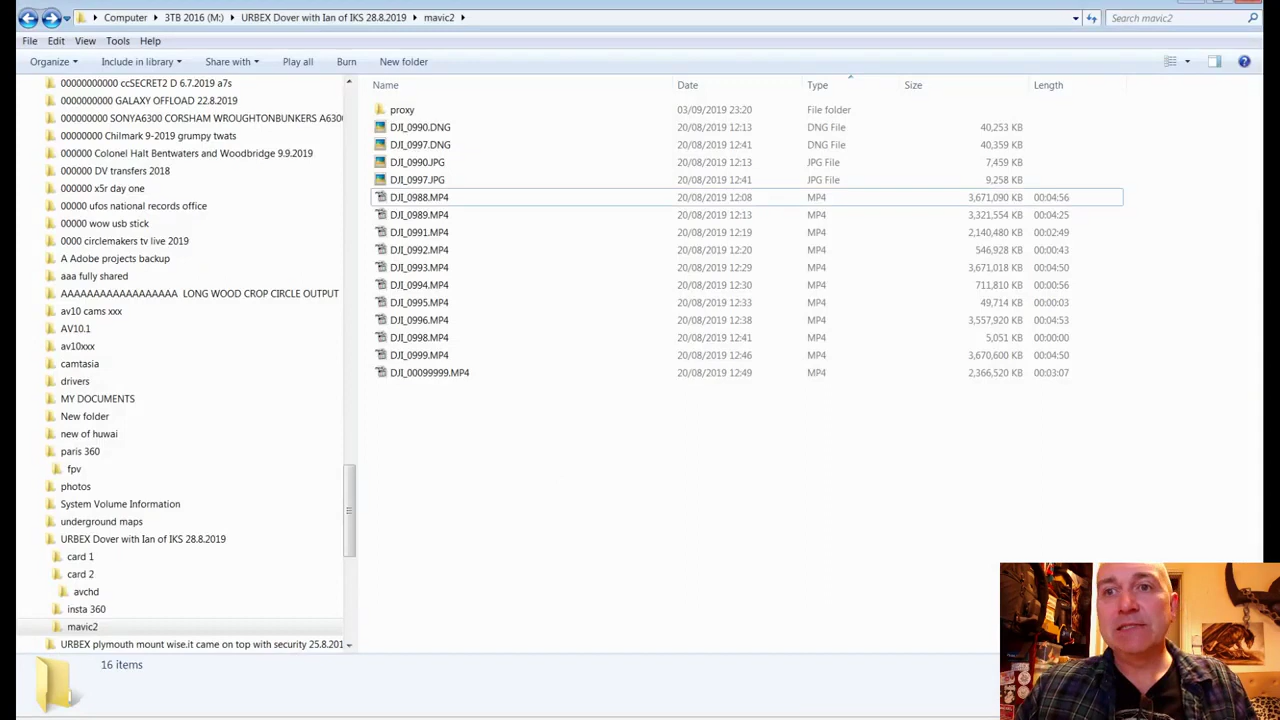 Computer 3TB 2016 (M:) URBEX Dover with Ian of IKS 28.8.2019 mavic2 Search mavic2
File Edit View Tools Help
Organize Include in library Share with Play all Burn New folder
00000000000 ccSECRET2 D 6.7.2019 a7s
0000000000 GALAXY OFFLOAD 22.8.2019
000000000 SONYA6300 CORSHAM WROUGHTONBUNKERS A6300
0000000 Chilmark 9-2019 grumpy twats
000000 Colonel Halt Bentwaters and Woodbridge 9.9.2019
000000 DV transfers 2018
000000 x5r day one
00000 ufos national records office
00000 wow usb stick
0000 circlemakers tv live 2019
A Adobe projects backup
aaa fully shared
AAAAAAAAAAAAAAAAAA LONG WOOD CROP CIRCLE OUTPUT
av10 cams xxx
AV10.1
av10xxx
camtasia
drivers
MY DOCUMENTS
New folder
new of huwai
paris 360
fpv
photos
System Volume Information
underground maps
URBEX Dover with Ian of IKS 28.8.2019
card 1
card 2
avchd
insta 360
mavic2
URBEX plymouth mount wise.it came on top with security 25.8.201
Name Date Type Size Length
proxy 03/09/2019 23:20 File folder
DJI_0990.DNG 20/08/2019 12:13 DNG File 40,253 KB
DJI_0997.DNG 20/08/2019 12:41 DNG File 40,359 KB
DJI_0990.JPG 20/08/2019 12:13 JPG File 7,459 KB
DJI_0997.JPG 20/08/2019 12:41 JPG File 9,258 KB
DJI_0988.MP4 20/08/2019 12:08 MP4 3,671,090 KB 00:04:56
DJI_0989.MP4 20/08/2019 12:13 MP4 3,321,554 KB 00:04:25
DJI_0991.MP4 20/08/2019 12:19 MP4 2,140,480 KB 00:02:49
DJI_0992.MP4 20/08/2019 12:20 MP4 546,928 KB 00:00:43
DJI_0993.MP4 20/08/2019 12:29 MP4 3,671,018 KB 00:04:50
DJI_0994.MP4 20/08/2019 12:30 MP4 711,810 KB 00:00:56
DJI_0995.MP4 20/08/2019 12:33 MP4 49,714 KB 00:00:03
DJI_0996.MP4 20/08/2019 12:38 MP4 3,557,920 KB 00:04:53
DJI_0998.MP4 20/08/2019 12:41 MP4 5,051 KB 00:00:00
DJI_0999.MP4 20/08/2019 12:46 MP4 3,670,600 KB 00:04:50
DJI_00099999.MP4 20/08/2019 12:49 MP4 2,366,520 KB 00:03:07
16 items